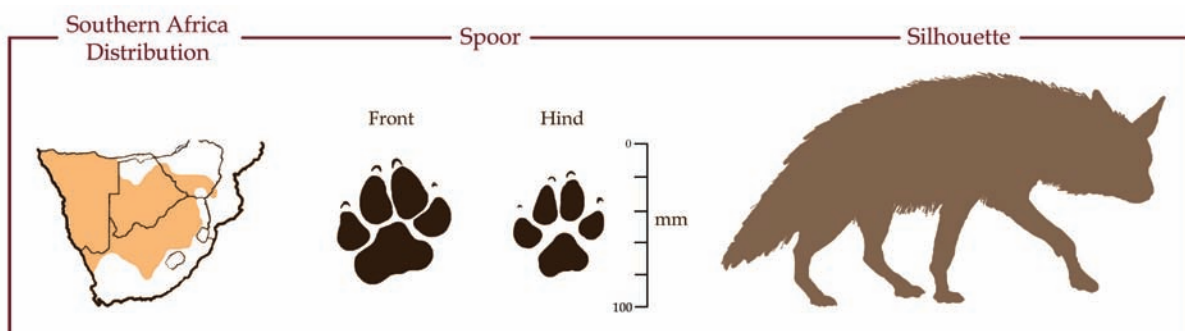 Southern Africa
Distribution
Spoor
Silhouette
Front
Hind
0
mm
100